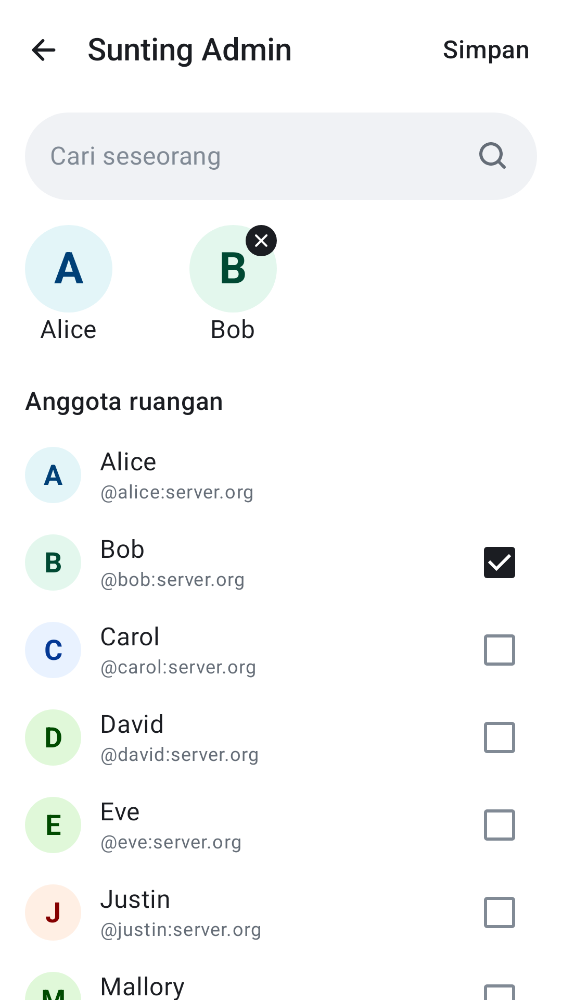 Sunting Admin
Simpan
Cari seseorang
A
B
Alice
Bob
Anggota ruangan
A
Alice
@alice:server.org
B
Bob
@bob:server.org
C
Carol
@carol:server.org
D
David
@david:server.org
E
Eve
@eve:server.org
J
Justin
@justin:server.org
M
Mallory